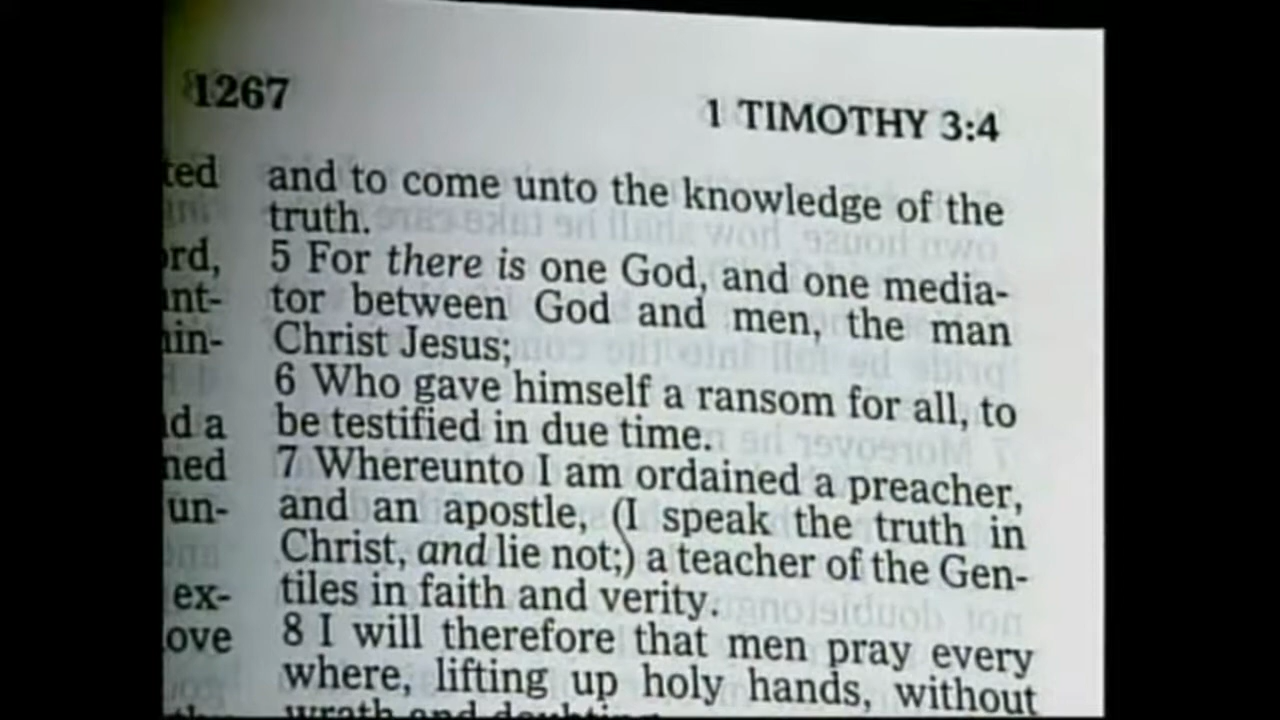 1267
1 TIMOTHY 3:4
ted
ord,
nt-
in-
d a
ned
un-
ex-
ove
and to come unto the knowledge of the
truth.
5 For there is one God, and one media-
tor between God and men, the man
Christ Jesus;
6 Who gave himself a ransom for all, to
be testified in due time.
7 Whereunto I am ordained a preacher,
and an apostle, (I speak the truth in
Christ, and lie not;) a teacher of the Gen-
tiles in faith and verity.
8 I will therefore that men pray every
where, lifting up holy hands, without
wrath and doubting.